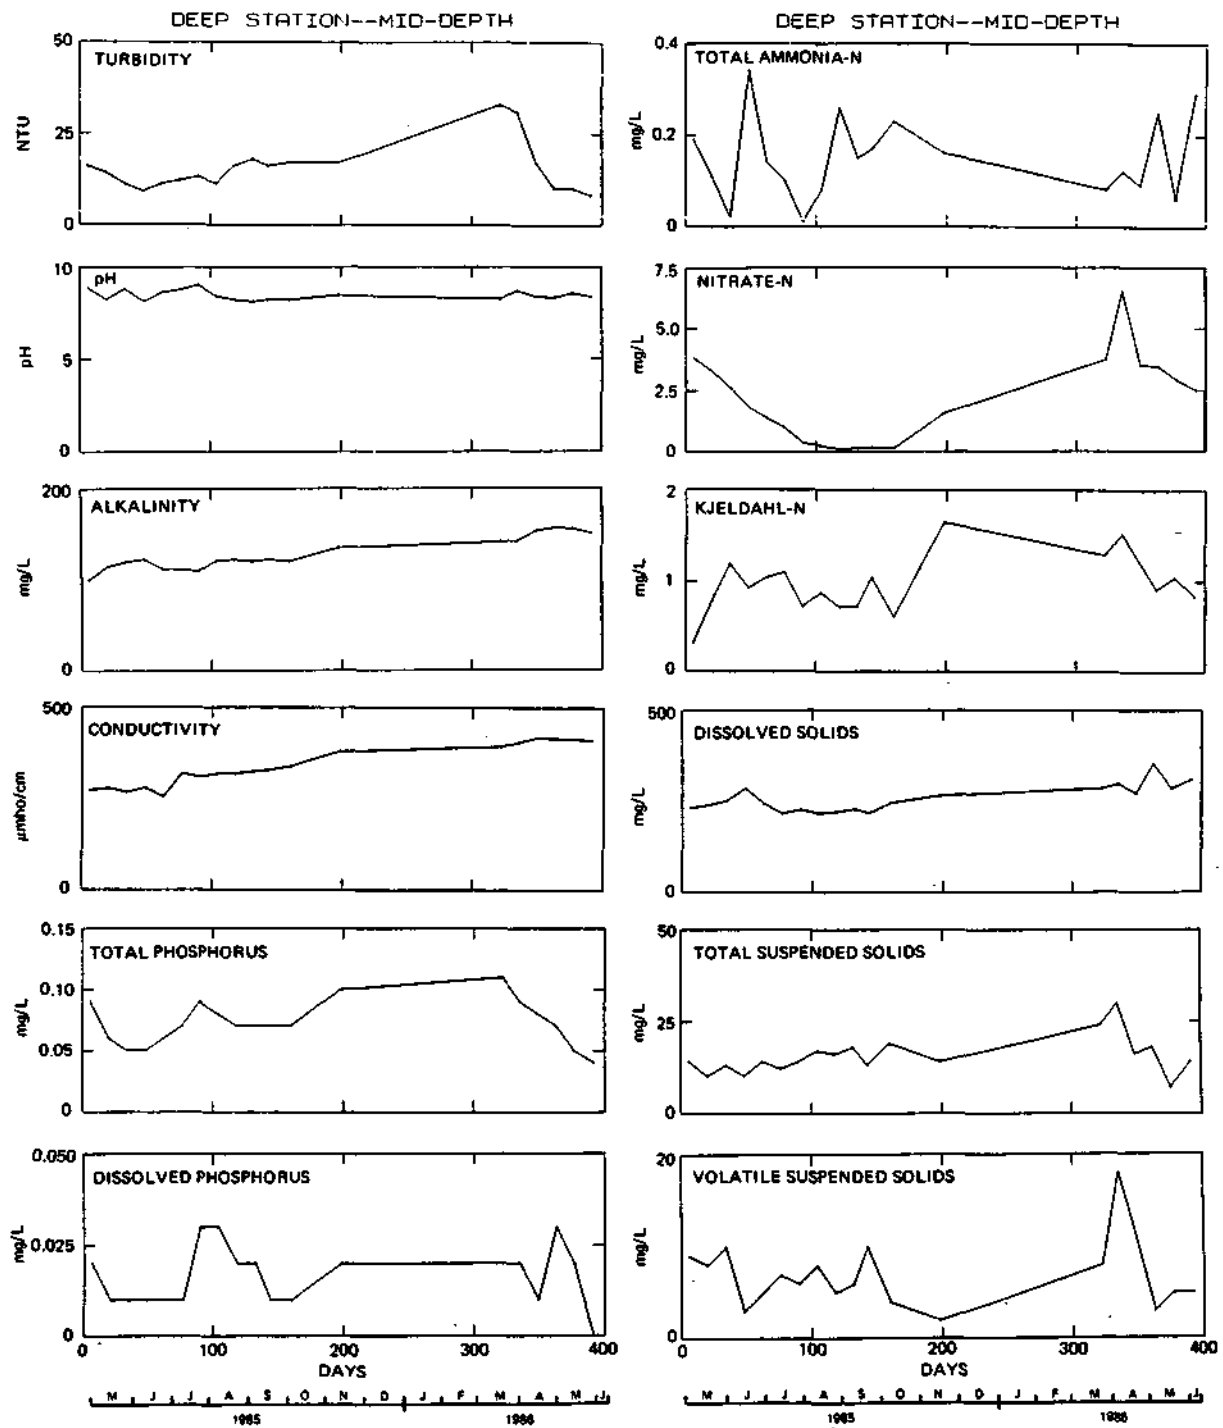 DEEP STATION--MID-DEPTH
50
TURBIDITY
NTU
25
0
10
pH
pH
5
0
200
ALKALINITY
mg/L
100
0
500
CONDUCTIVITY
µmho/cm
0
0.15
TOTAL PHOSPHORUS
0.10
mg/L
0.05
0
0.050
DISSOLVED PHOSPHORUS
mg/L
0.025
0
0 100 200 300 400
DAYS
M J J A S O N D J F M A M J
1985 1986
DEEP STATION--MID-DEPTH
0.4
TOTAL AMMONIA-N
mg/L
0.2
0
7.5
NITRATE-N
5.0
mg/L
2.5
0
2
KJELDAHL-N
mg/L
1
0
500
DISSOLVED SOLIDS
mg/L
0
50
TOTAL SUSPENDED SOLIDS
mg/L
25
0
20
VOLATILE SUSPENDED SOLIDS
mg/L
10
0
0 100 200 300 400
DAYS
M J J A S O N D J F M A M J
1985 1986